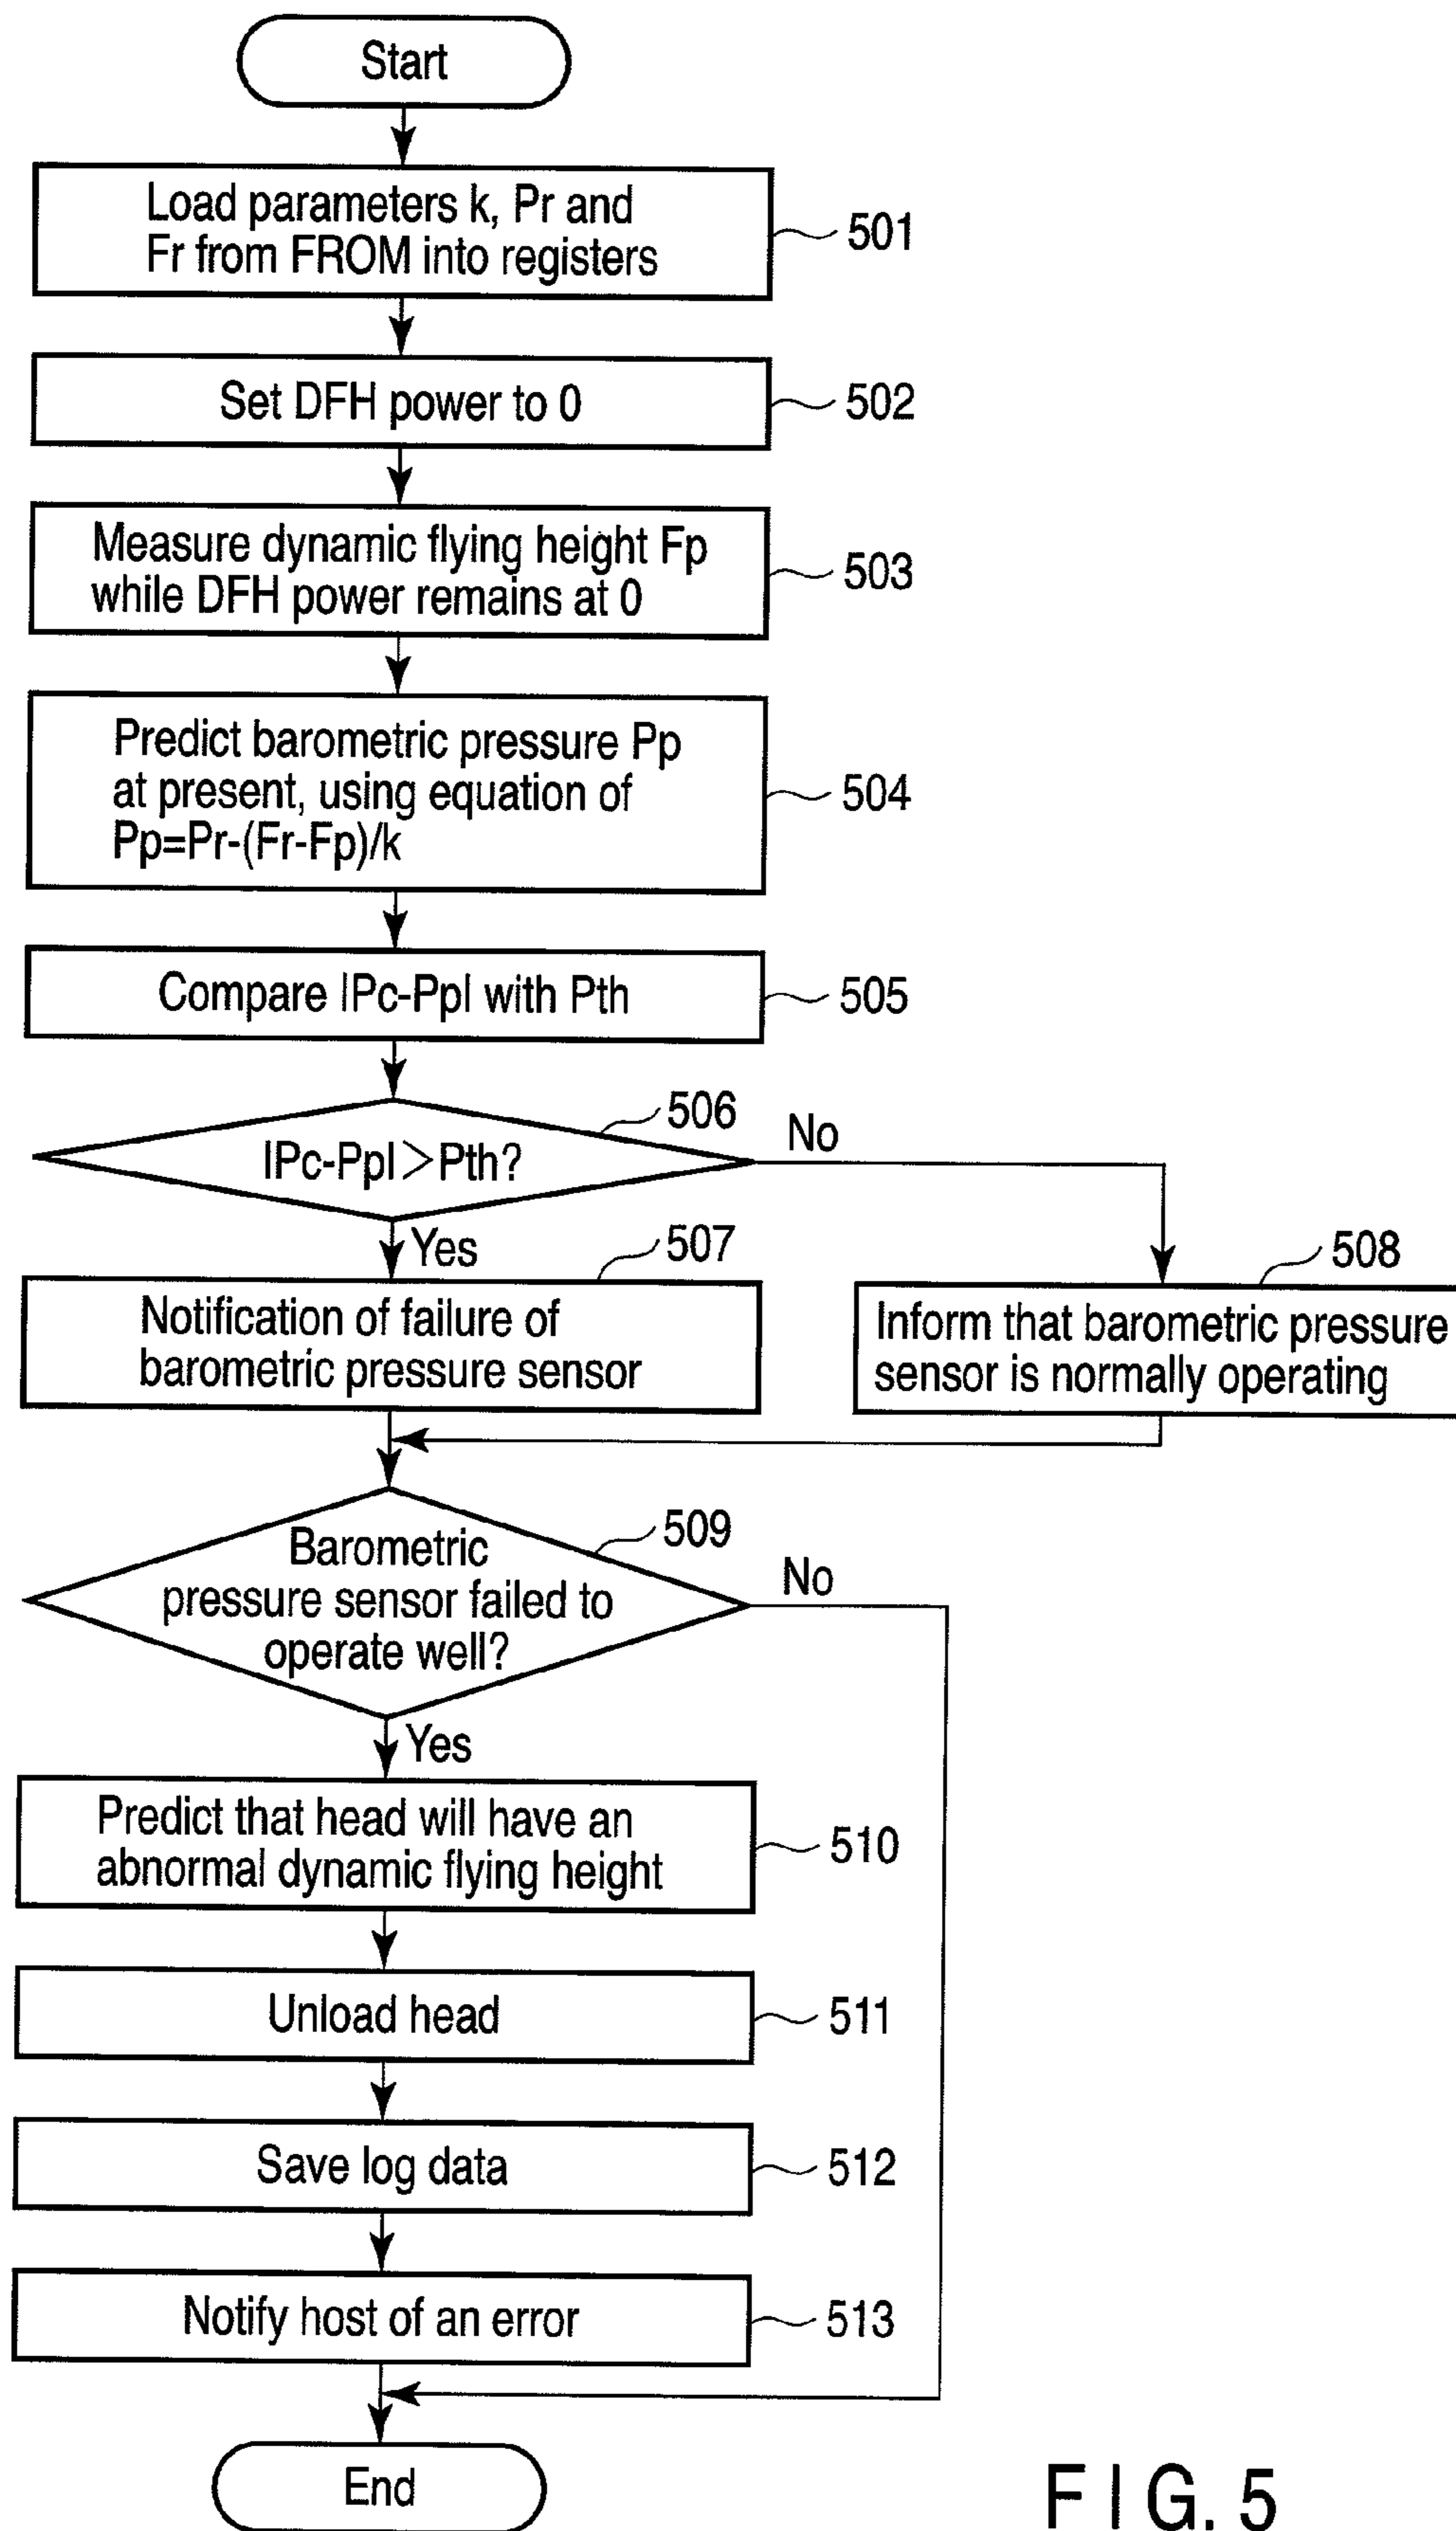 Start
Load parameters k, Pr and
Fr from FROM into registers
501
Set DFH power to 0
502
Measure dynamic flying height Fp
while DFH power remains at 0
503
Predict barometric pressure Pp
at present, using equation of
Pp=Pr-(Fr-Fp)/k
504
Compare |Pc-Pp| with Pth
505
506
|Pc-Pp|>Pth?
No
Yes
507
508
Notification of failure of
barometric pressure sensor
Inform that barometric pressure
sensor is normally operating
509
Barometric
pressure sensor failed to
operate well?
No
Yes
Predict that head will have an
abnormal dynamic flying height
510
Unload head
511
Save log data
512
Notify host of an error
513
End
FIG. 5